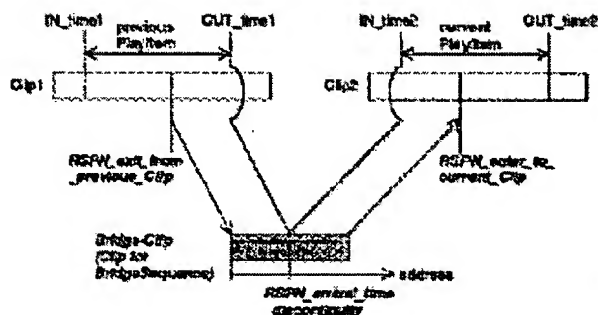 IN_time1
previous
PlayItem
OUT_time1
IN_time2
current
PlayItem
OUT_time2
Clip1
Clip2
RSPN_exit_from
_previous_Clip
RSPN_enter_to_
current_Clip
Bridge-Clip
(Clip for
BridgeSequence)
address
RSPN_arrival_time
discontinuity